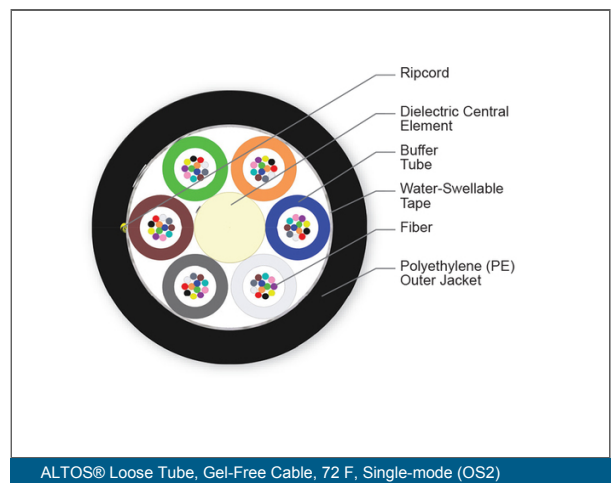 Ripcord
Dielectric Central
Element
Buffer
Tube
Water-Swellable
Tape
Fiber
Polyethylene (PE)
Outer Jacket
ALTOS® Loose Tube, Gel-Free Cable, 72 F, Single-mode (OS2)